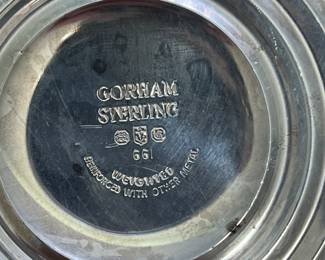 GORHAM
STERLING
661
WEIGHTED
REINFORCED WITH OTHER METAL